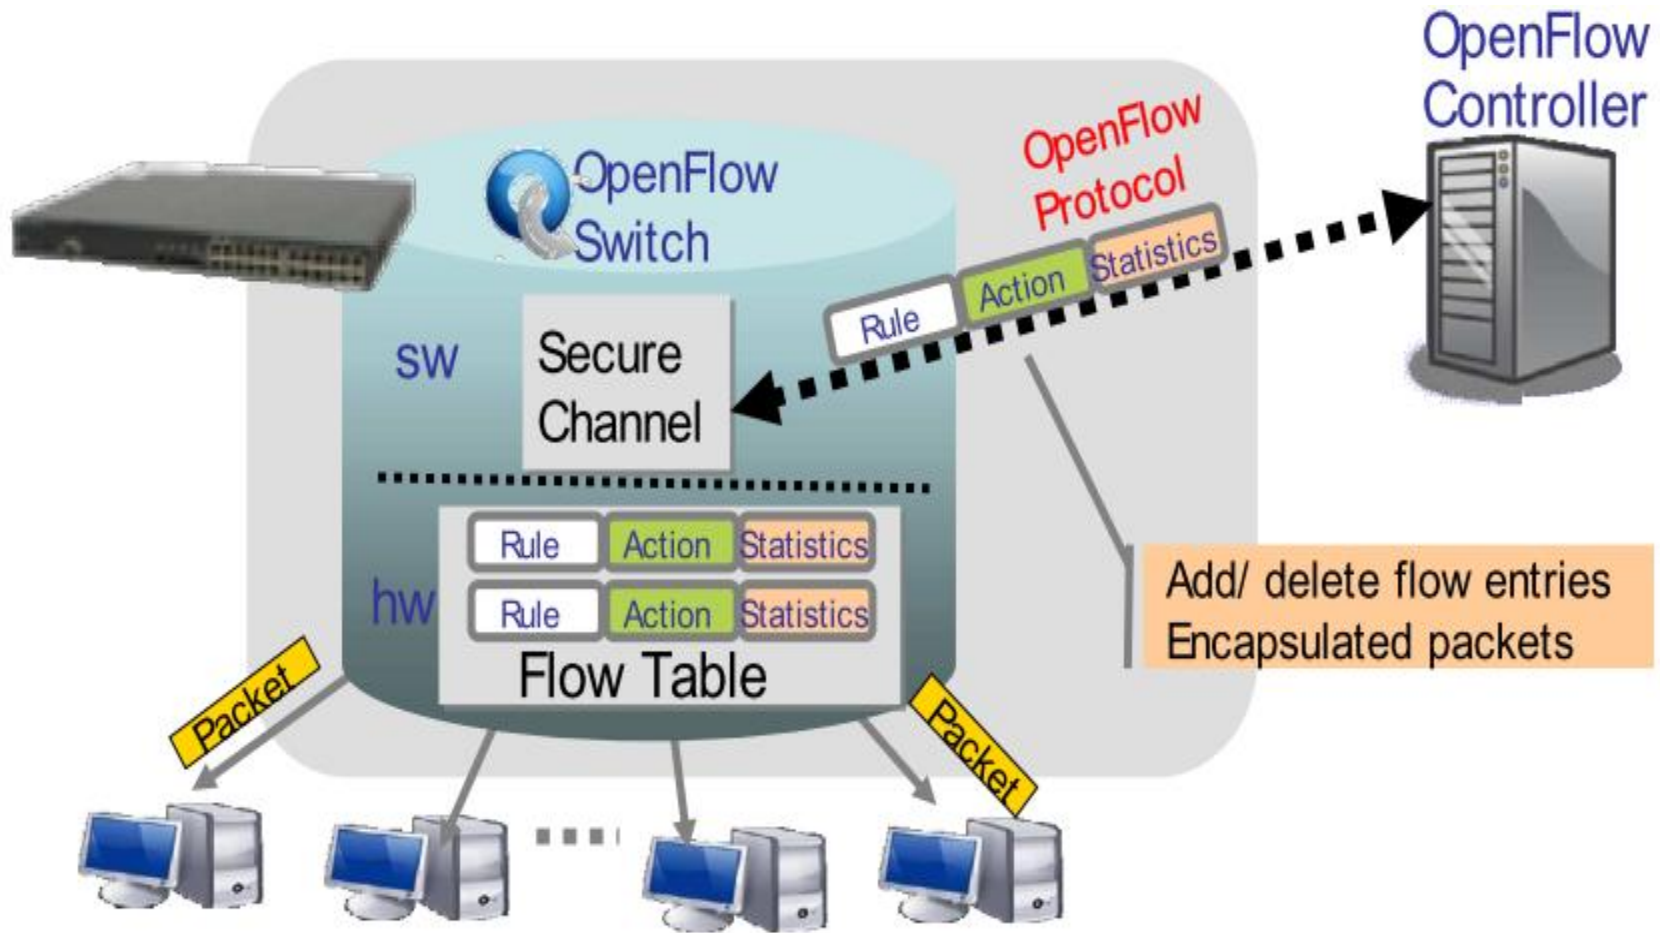 OpenFlow
Controller
OpenFlow
Protocol
OpenFlow
Switch
Rule
Action
Statistics
sw
Secure
Channel
hw
Rule
Action
Statistics
Rule
Action
Statistics
Flow Table
Add/ delete flow entries
Encapsulated packets
Packet
Packet